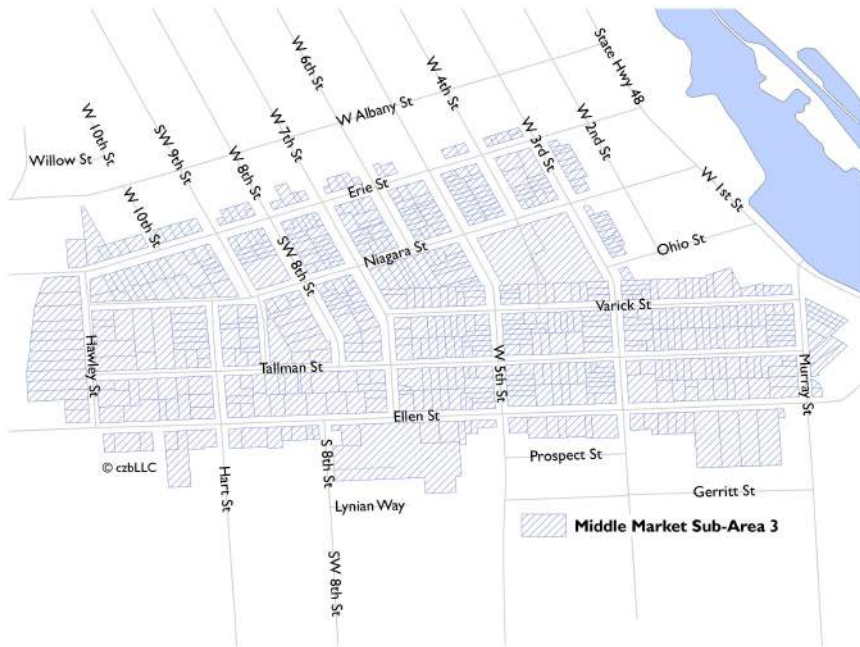 W 6th St
State Hwy 48
W 4th St
W Albany St
W 10th St
SW 9th St
W 7th St
W 8th St
W 3rd St
W 2nd St
Willow St
W 10th St
Erie St
W 1st St
Niagara St
SW 8th St
Ohio St
Varick St
Hawley St
Tallman St
W 5th St
Murray St
Ellen St
© czbLLC
Hart St
S 8th St
Prospect St
Gerritt St
Lynian Way
Middle Market Sub-Area 3
SW 8th St